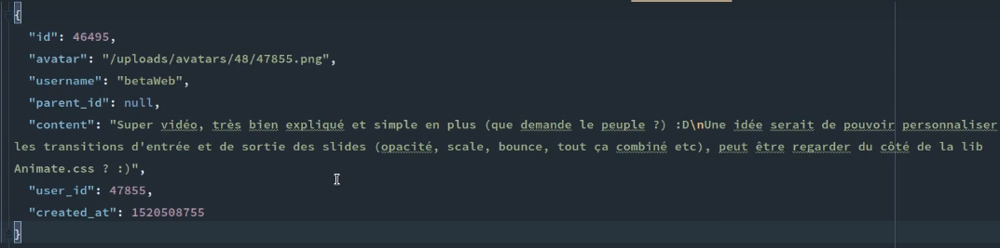 {
"id": 46495,
"avatar": "/uploads/avatars/48/47855.png",
"username": "betaWeb",
"parent_id": null,
"content": "Super vidéo, très bien expliqué et simple en plus (que demande le peuple ?) :D\nUne idée serait de pouvoir personnaliser
les transitions d'entrée et de sortie des slides (opacité, scale, bounce, tout ça combiné etc), peut être regarder du côté de la lib
Animate.css ? :)",
"user_id": 47855,
"created_at": 1520508755
}